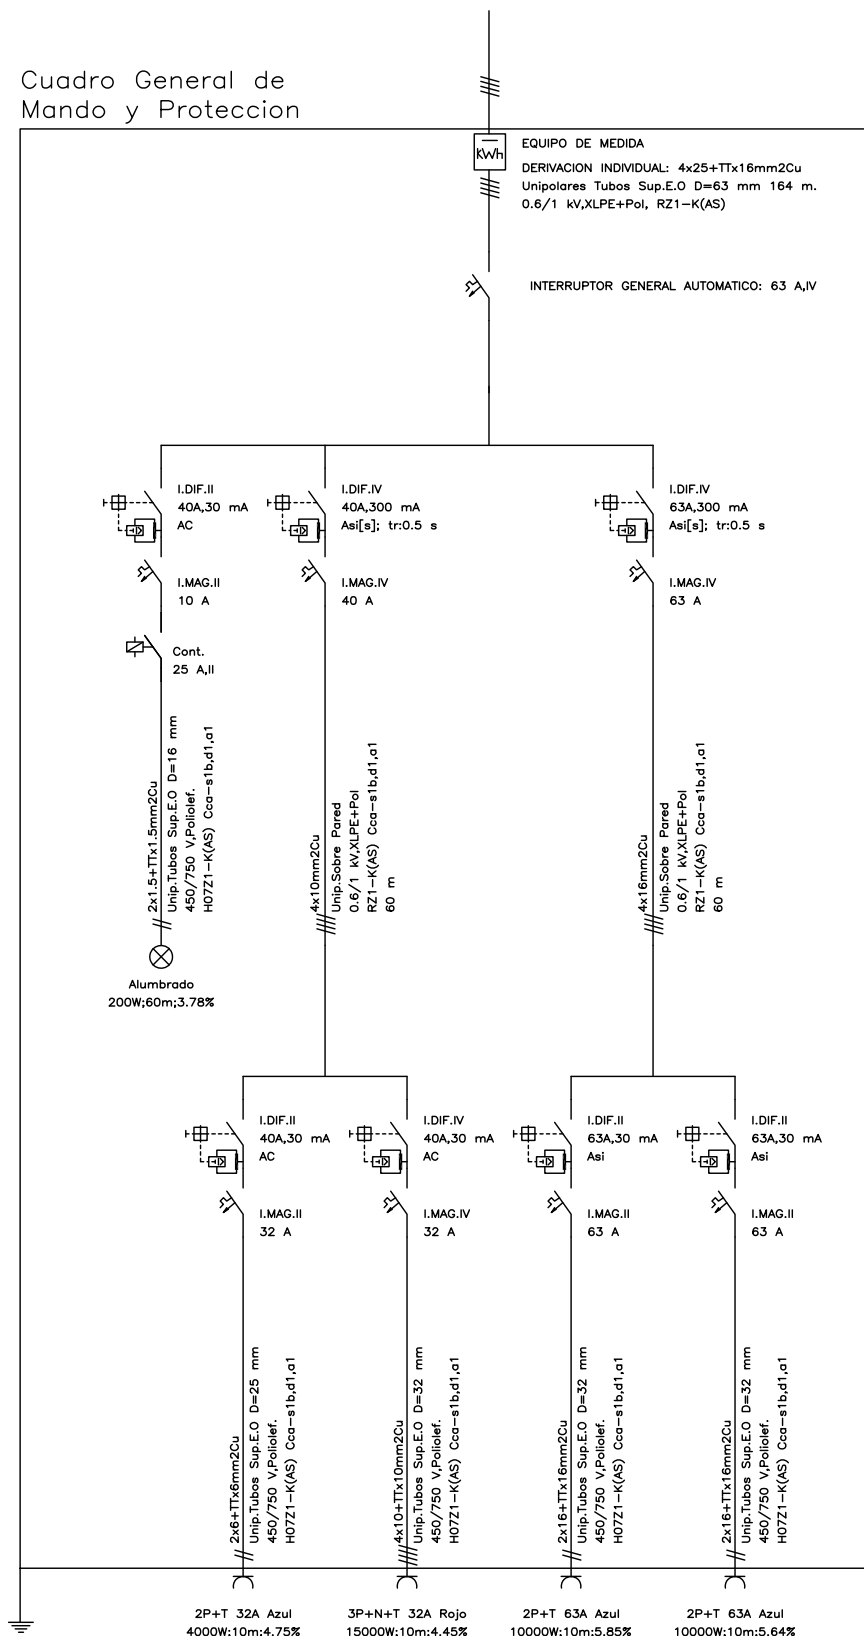 Cuadro General de
Mando y Proteccion
kWh
EQUIPO DE MEDIDA
DERIVACION INDIVIDUAL: 4x25+TTx16mm2Cu
Unipolares Tubos Sup.E.O D=63 mm 164 m.
0.6/1 kV,XLPE+Pol, RZ1-K(AS)
INTERRUPTOR GENERAL AUTOMATICO: 63 A,IV
I.DIF.II
40A,30 mA
AC
I.DIF.IV
40A,300 mA
Asi[s]; tr:0.5 s
I.DIF.IV
63A,300 mA
Asi[s]; tr:0.5 s
I.MAG.II
10 A
I.MAG.IV
40 A
I.MAG.IV
63 A
Cont.
25 A,II
2x1.5+TTx1.5mm2Cu
Unip.Tubos Sup.E.O D=16 mm
450/750 V,Poliolef.
H07Z1-K(AS) Cca-s1b,d1,a1
4x10mm2Cu
Unip.Sobre Pared
0.6/1 kV,XLPE+Pol
RZ1-K(AS) Cca-s1b,d1,a1
60 m
4x16mm2Cu
Unip.Sobre Pared
0.6/1 kV,XLPE+Pol
RZ1-K(AS) Cca-s1b,d1,a1
60 m
Alumbrado
200W;60m;3.78%
I.DIF.II
40A,30 mA
AC
I.DIF.IV
40A,30 mA
AC
I.DIF.II
63A,30 mA
Asi
I.DIF.II
63A,30 mA
Asi
I.MAG.II
32 A
I.MAG.IV
32 A
I.MAG.II
63 A
I.MAG.II
63 A
2x6+TTx6mm2Cu
Unip.Tubos Sup.E.O D=25 mm
450/750 V,Poliolef.
H07Z1-K(AS) Cca-s1b,d1,a1
4x10+TTx10mm2Cu
Unip.Tubos Sup.E.O D=32 mm
450/750 V,Poliolef.
H07Z1-K(AS) Cca-s1b,d1,a1
2x16+TTx16mm2Cu
Unip.Tubos Sup.E.O D=32 mm
450/750 V,Poliolef.
H07Z1-K(AS) Cca-s1b,d1,a1
2x16+TTx16mm2Cu
Unip.Tubos Sup.E.O D=32 mm
450/750 V,Poliolef.
H07Z1-K(AS) Cca-s1b,d1,a1
2P+T 32A Azul
4000W;10m;4.75%
3P+N+T 32A Rojo
15000W;10m;4.45%
2P+T 63A Azul
10000W;10m;5.85%
2P+T 63A Azul
10000W;10m;5.64%